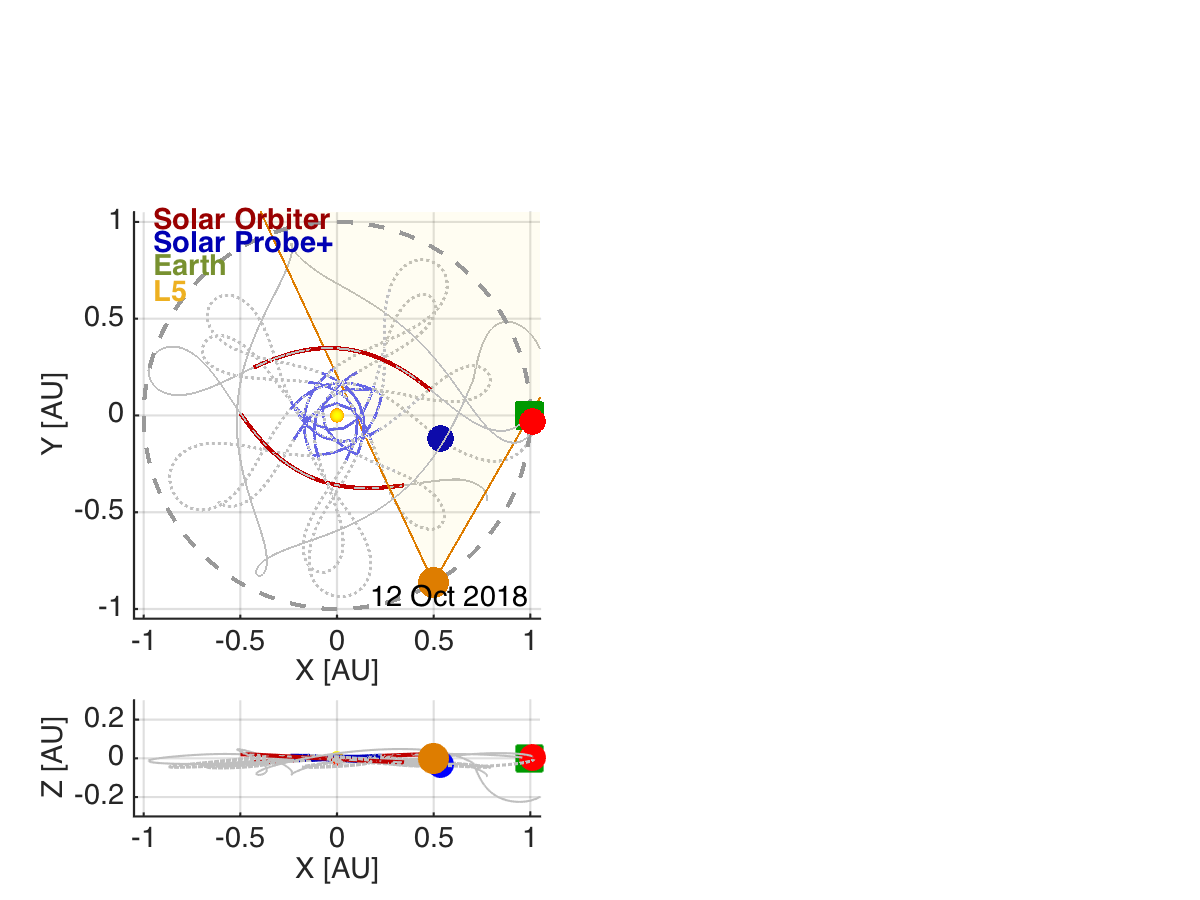 Solar Orbiter
Solar Probe+
Earth
L5
1
0.5
0
-0.5
-1
Y [AU]
12 Oct 2018
-1 -0.5 0 0.5 1
X [AU]
0.2
0
-0.2
Z [AU]
-1 -0.5 0 0.5 1
X [AU]